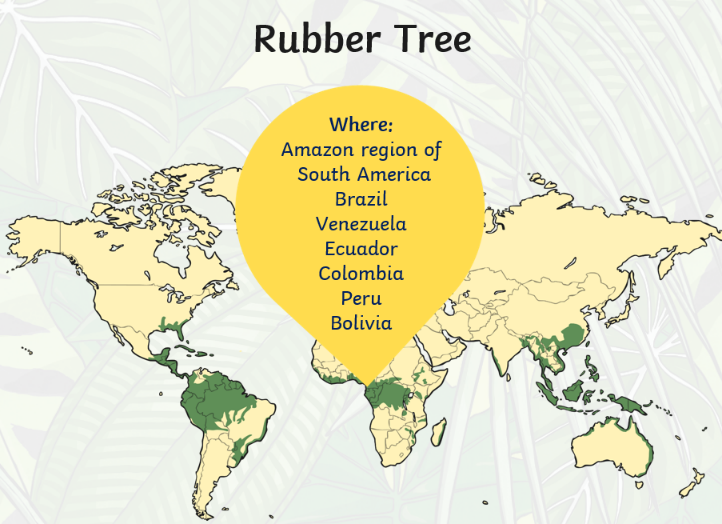 Rubber Tree
Where:
Amazon region of
South America
Brazil
Venezuela
Ecuador
Colombia
Peru
Bolivia